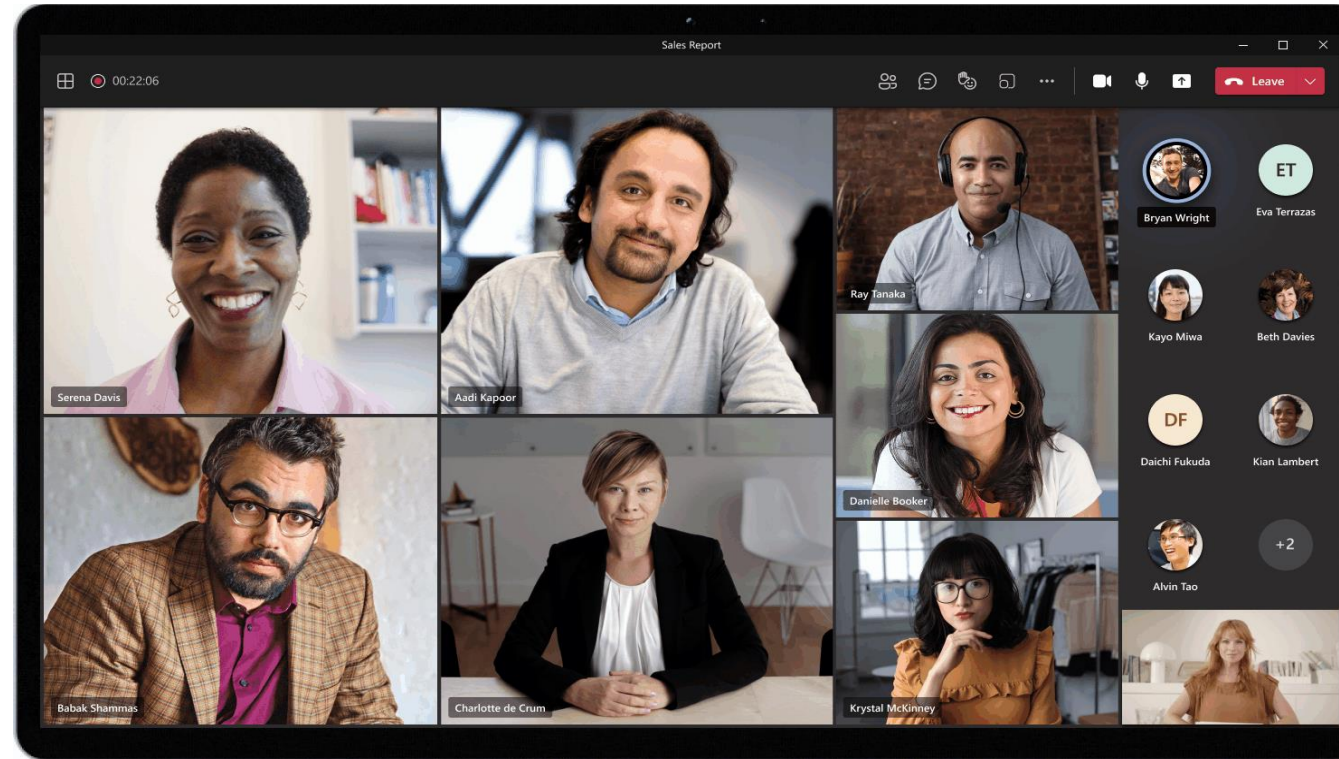 Sales Report
00:22:06
Leave
Serena Davis
Aadi Kapoor
Ray Tanaka
Bryan Wright
ET
Eva Terrazas
Kayo Miwa
Beth Davies
Danielle Booker
DF
Daichi Fukuda
Kian Lambert
+2
Alvin Tao
Babak Shammas
Charlotte de Crum
Krystal McKinney